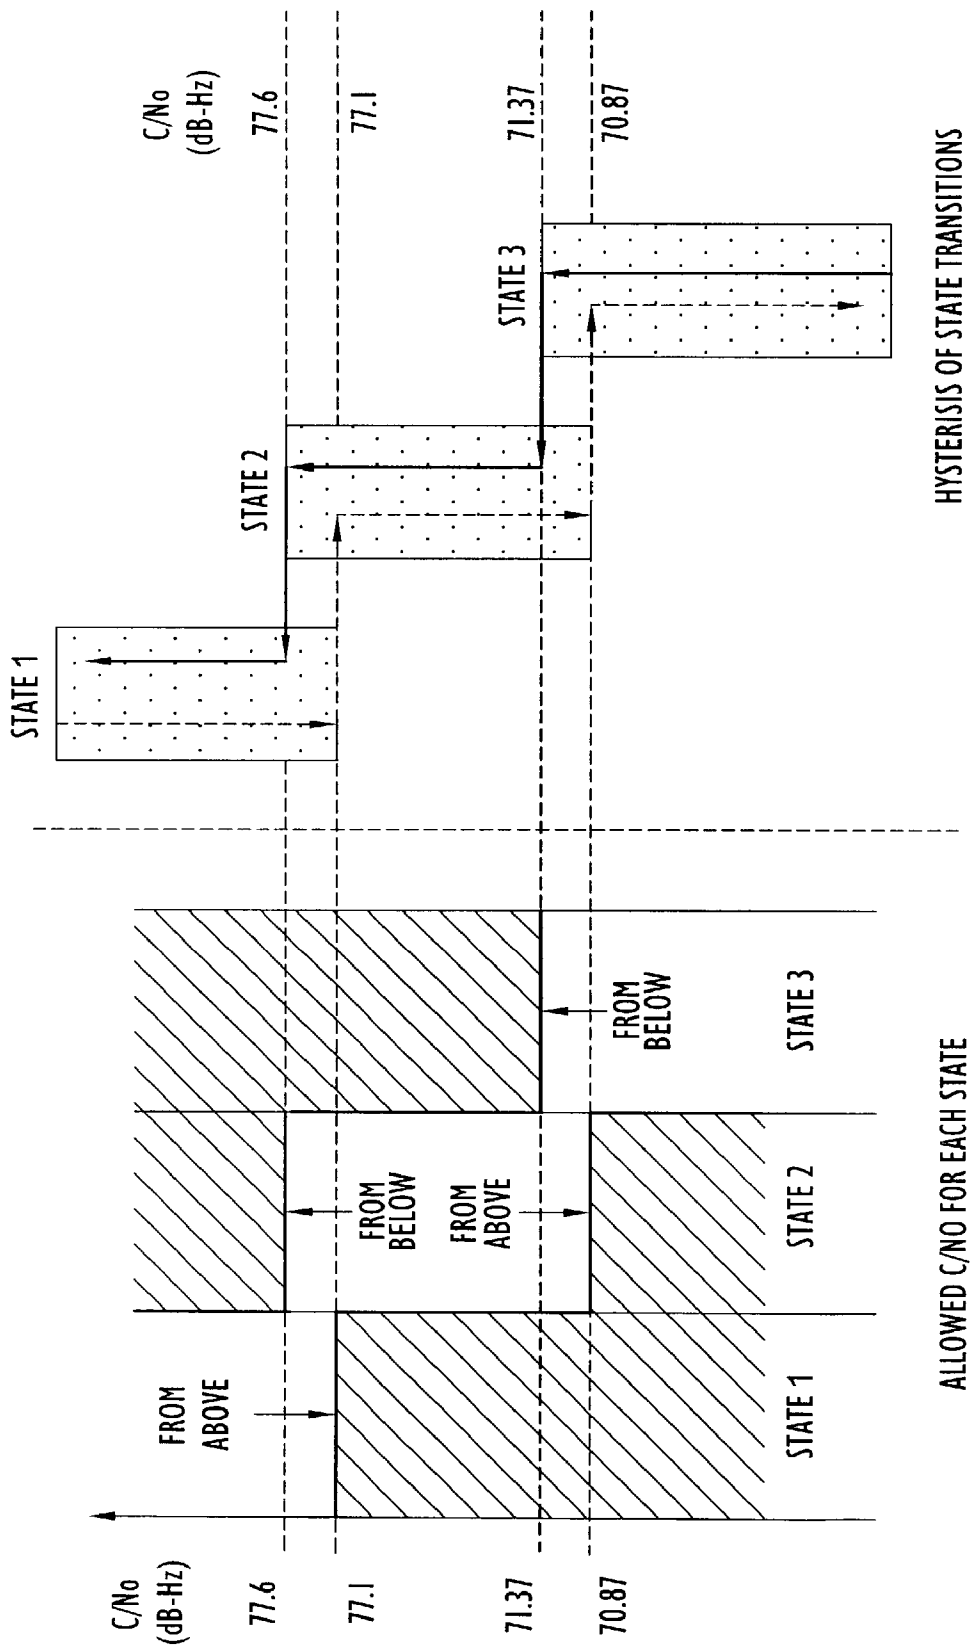 C/No
(dB-Hz)
77.6
77.1
71.37
70.87
FROM
ABOVE
FROM
BELOW
FROM
ABOVE
FROM
BELOW
STATE 1
STATE 2
STATE 3
ALLOWED C/NO FOR EACH STATE
STATE 1
STATE 2
STATE 3
C/No
(dB-Hz)
77.6
77.1
71.37
70.87
HYSTERISIS OF STATE TRANSITIONS